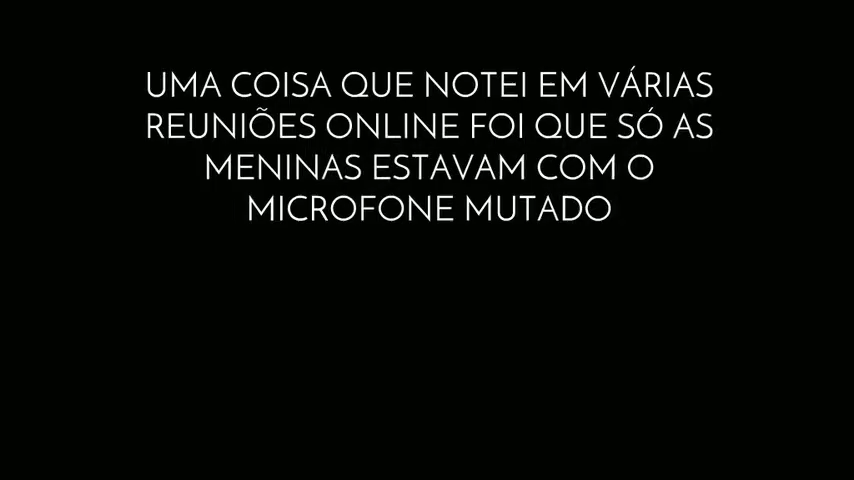 UMA COISA QUE NOTEI EM VÁRIAS
REUNIÕES ONLINE FOI QUE SÓ AS
MENINAS ESTAVAM COM O
MICROFONE MUTADO